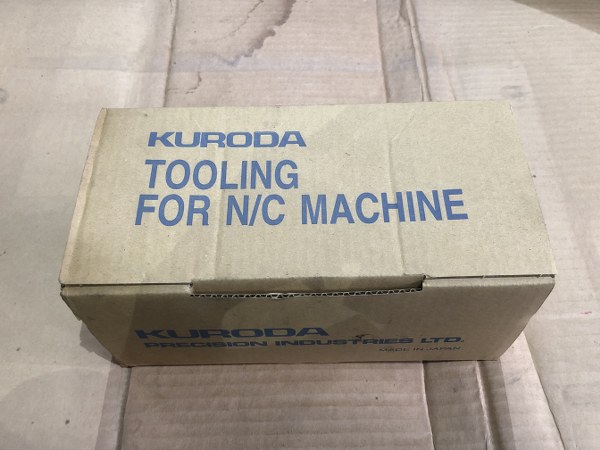 KURODA
TOOLING
FOR N/C MACHINE
KURODA
PRECISION INDUSTRIES LTD.
MADE IN JAPAN